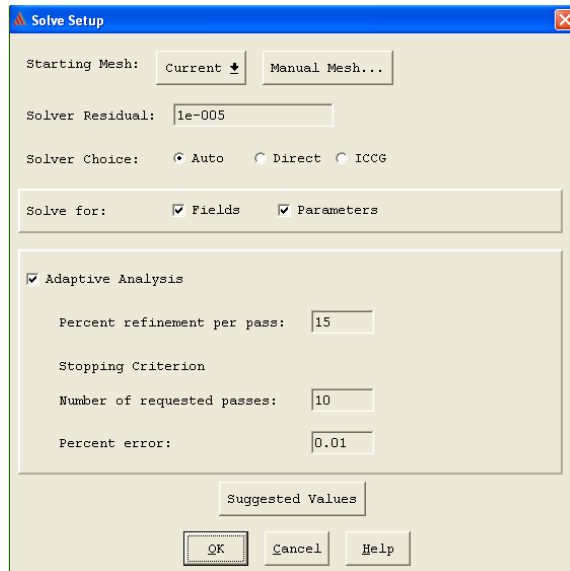 Solve Setup
Starting Mesh: Current Manual Mesh...
Solver Residual: 1e-005
Solver Choice: Auto Direct ICCG
Solve for: Fields Parameters
Adaptive Analysis
Percent refinement per pass: 15
Stopping Criterion
Number of requested passes: 10
Percent error: 0.01
Suggested Values
OK Cancel Help